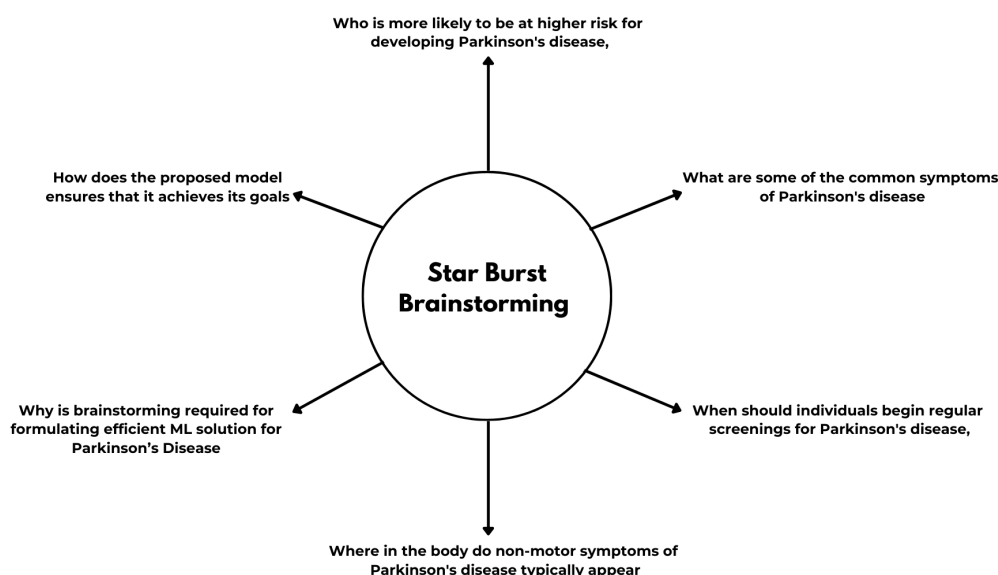 Who is more likely to be at higher risk for
developing Parkinson's disease,
How does the proposed model
ensures that it achieves its goals
What are some of the common symptoms
of Parkinson's disease
Star Burst
Brainstorming
Why is brainstorming required for
formulating efficient ML solution for
Parkinson’s Disease
When should individuals begin regular
screenings for Parkinson's disease,
Where in the body do non-motor symptoms of
Parkinson's disease typically appear